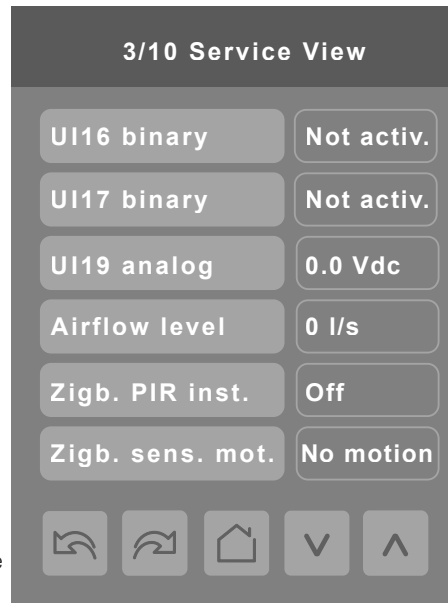 3/10 Service View
UI16 binary Not activ.
UI17 binary Not activ.
UI19 analog 0.0 Vdc
Airflow level 0 l/s
Zigb. PIR inst. Off
Zigb. sens. mot. No motion
e